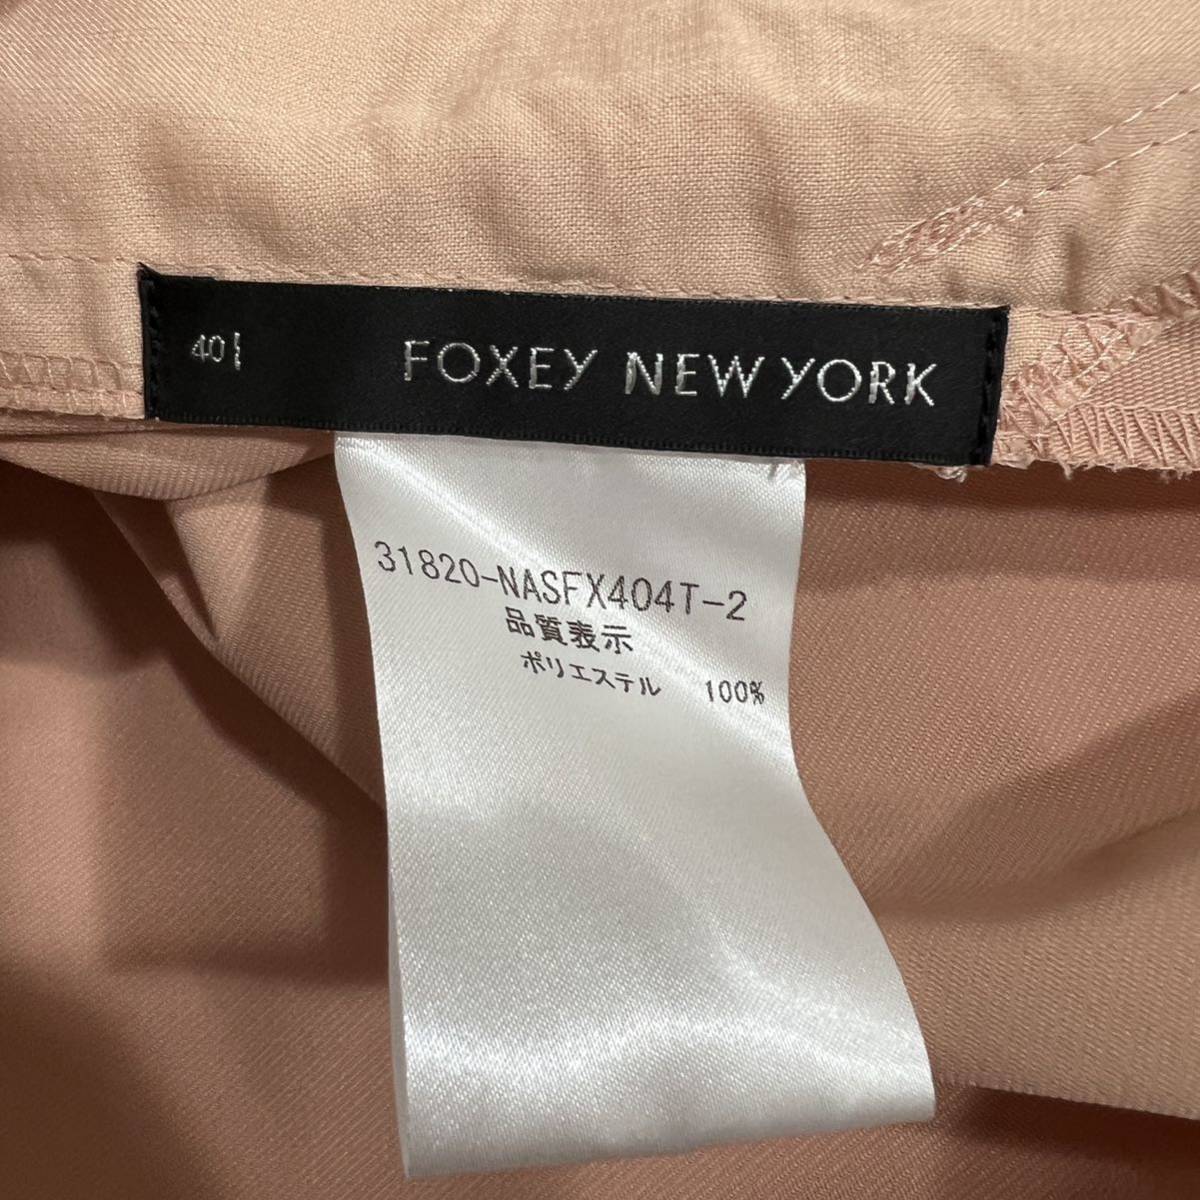 40
FOXEY NEW YORK
31820-NASFX404T-2
品質表示
ポリエステル 100%